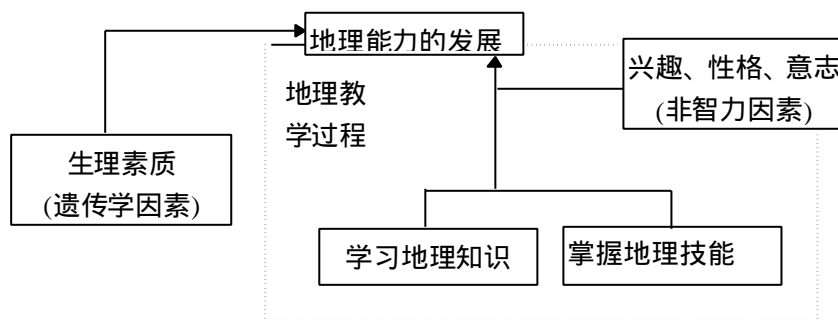 地理能力的发展
兴趣、性格、意志
(非智力因素)
地理教
学过程
生理素质
(遗传学因素)
学习地理知识
掌握地理技能